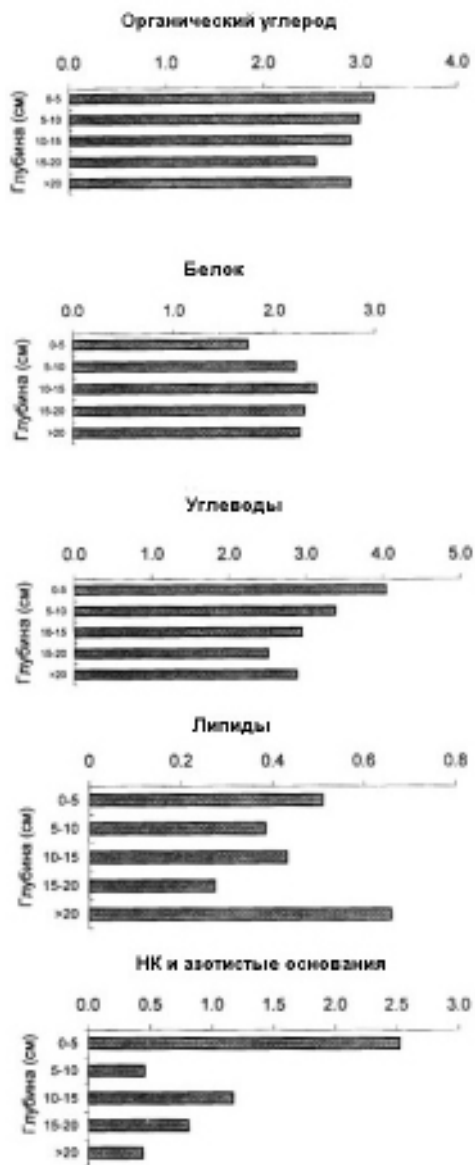 Органический углерод
0.0 1.0 2.0 3.0 4.0
Глубина (см)
0-5
5-10
10-15
15-20
>20
Белок
0.0 1.0 2.0 3.0
Глубина (см)
0-5
5-10
10-15
15-20
>20
Углеводы
0.0 1.0 2.0 3.0 4.0 5.0
Глубина (см)
0-5
5-10
10-15
15-20
>20
Липиды
0 0.2 0.4 0.6 0.8
Глубина (см)
0-5
5-10
10-15
15-20
>20
НК и азотистые основания
0.0 0.5 1.0 1.5 2.0 2.5 3.0
Глубина (см)
0-5
5-10
10-15
15-20
>20